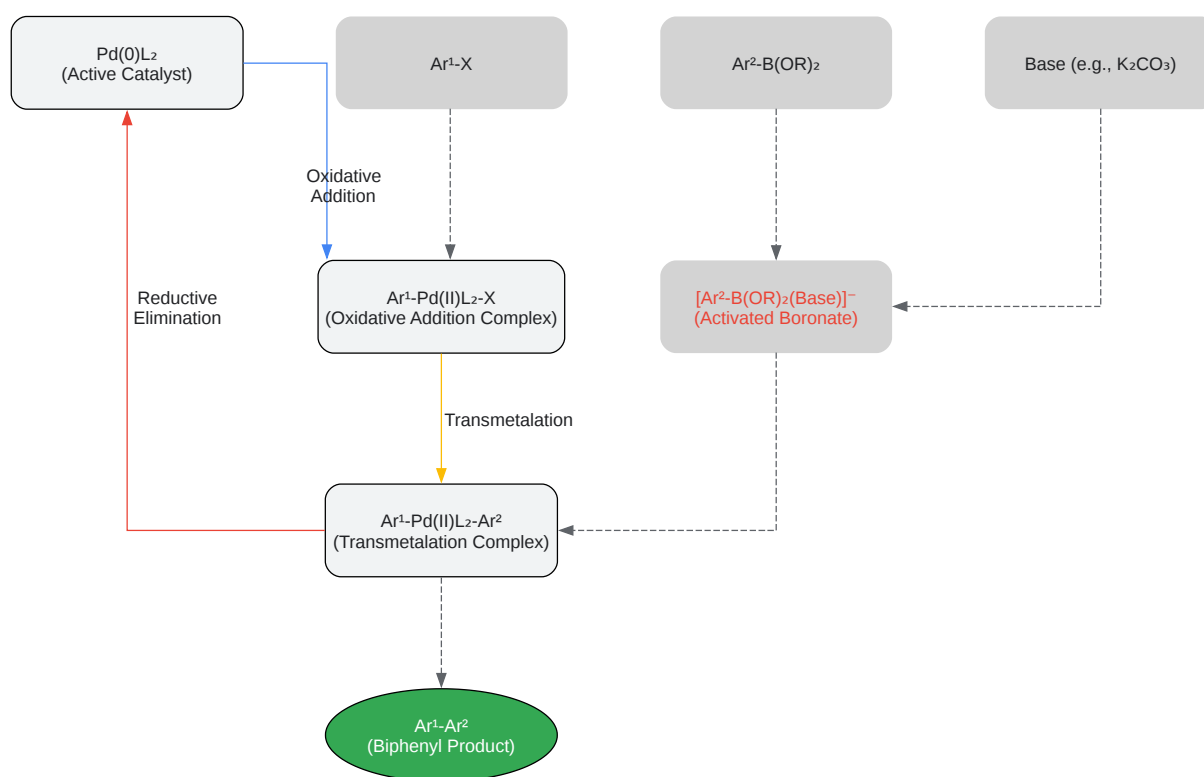 Pd(0)L₂
(Active Catalyst)
Ar¹-X
Ar²-B(OR)₂
Base (e.g., K₂CO₃)
Oxidative
Addition
Reductive
Elimination
Ar¹-Pd(II)L₂-X
(Oxidative Addition Complex)
[Ar²-B(OR)₂(Base)]⁻
(Activated Boronate)
Transmetalation
Ar¹-Pd(II)L₂-Ar²
(Transmetalation Complex)
Ar¹-Ar²
(Biphenyl Product)